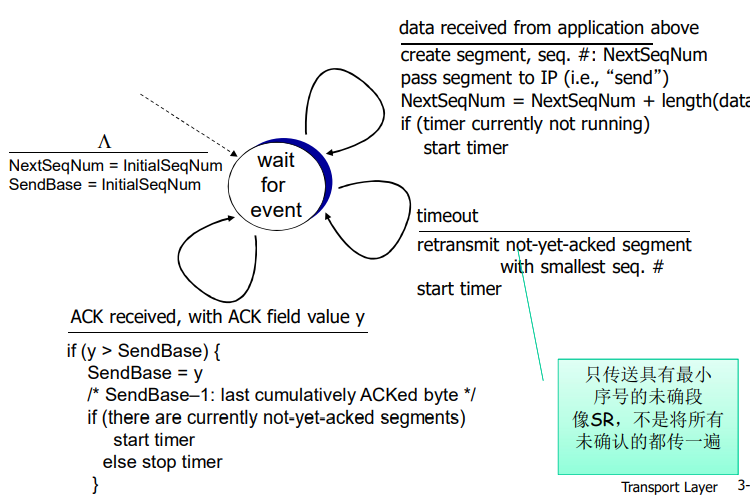 data received from application above
create segment, seq. #: NextSeqNum
pass segment to IP (i.e., “send”)
NextSeqNum = NextSeqNum + length(data
if (timer currently not running)
start timer
Λ
NextSeqNum = InitialSeqNum
SendBase = InitialSeqNum
wait
for
event
timeout
retransmit not-yet-acked segment
with smallest seq. #
start timer
ACK received, with ACK field value y
if (y > SendBase) {
SendBase = y
/* SendBase–1: last cumulatively ACKed byte */
if (there are currently not-yet-acked segments)
start timer
else stop timer
}
只传送具有最小
序号的未确段
像SR，不是将所有
未确认的都传一遍
Transport Layer 3-